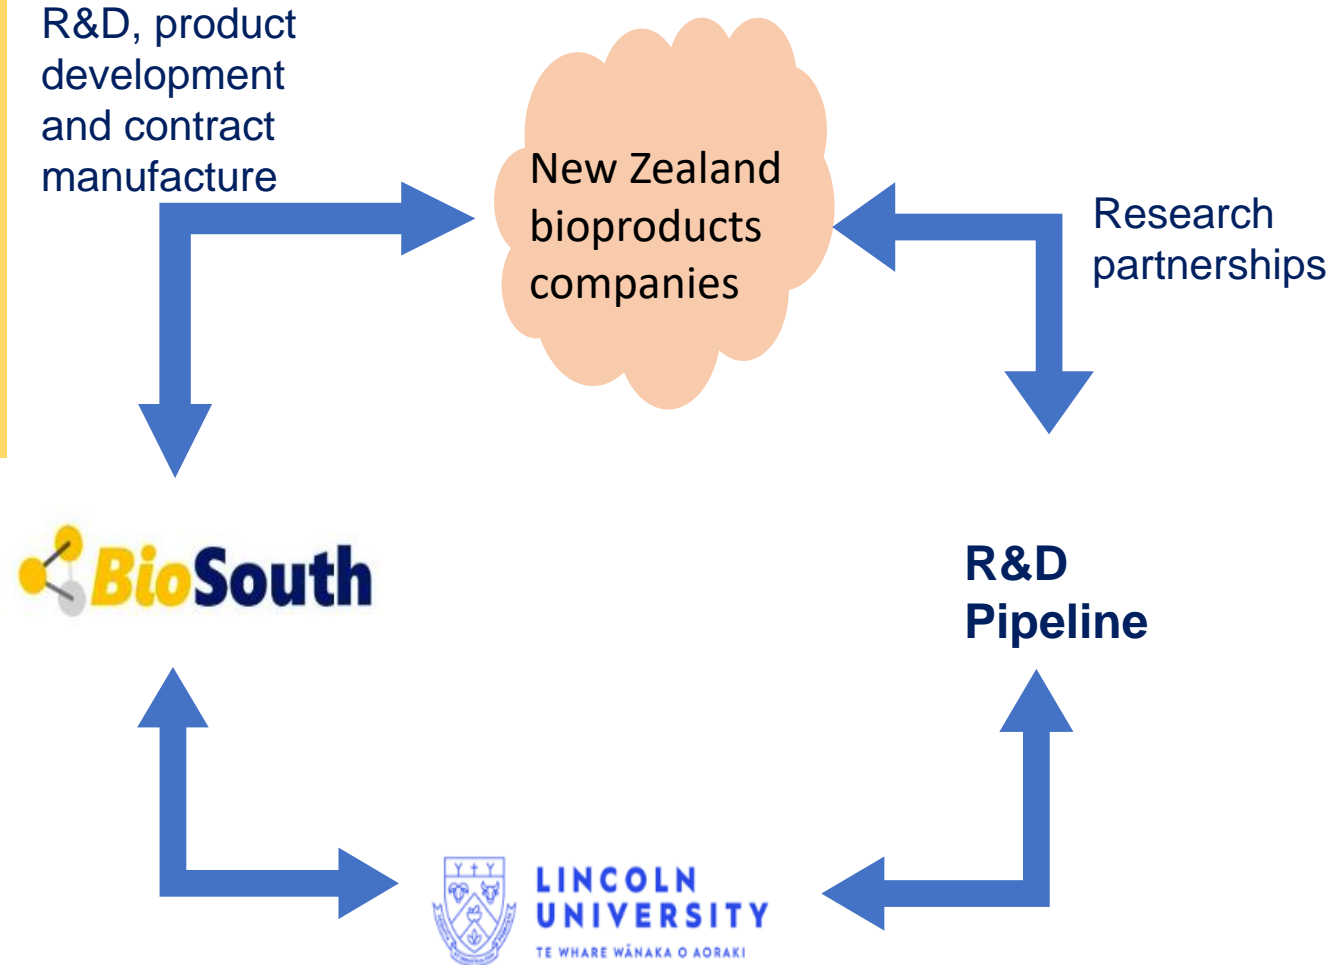 R&D, product
development
and contract
manufacture
New Zealand
bioproducts
companies
Research
partnerships
BioSouth
R&D
Pipeline
LINCOLN
UNIVERSITY
TE WHARE WĀNAKA O AORAKI